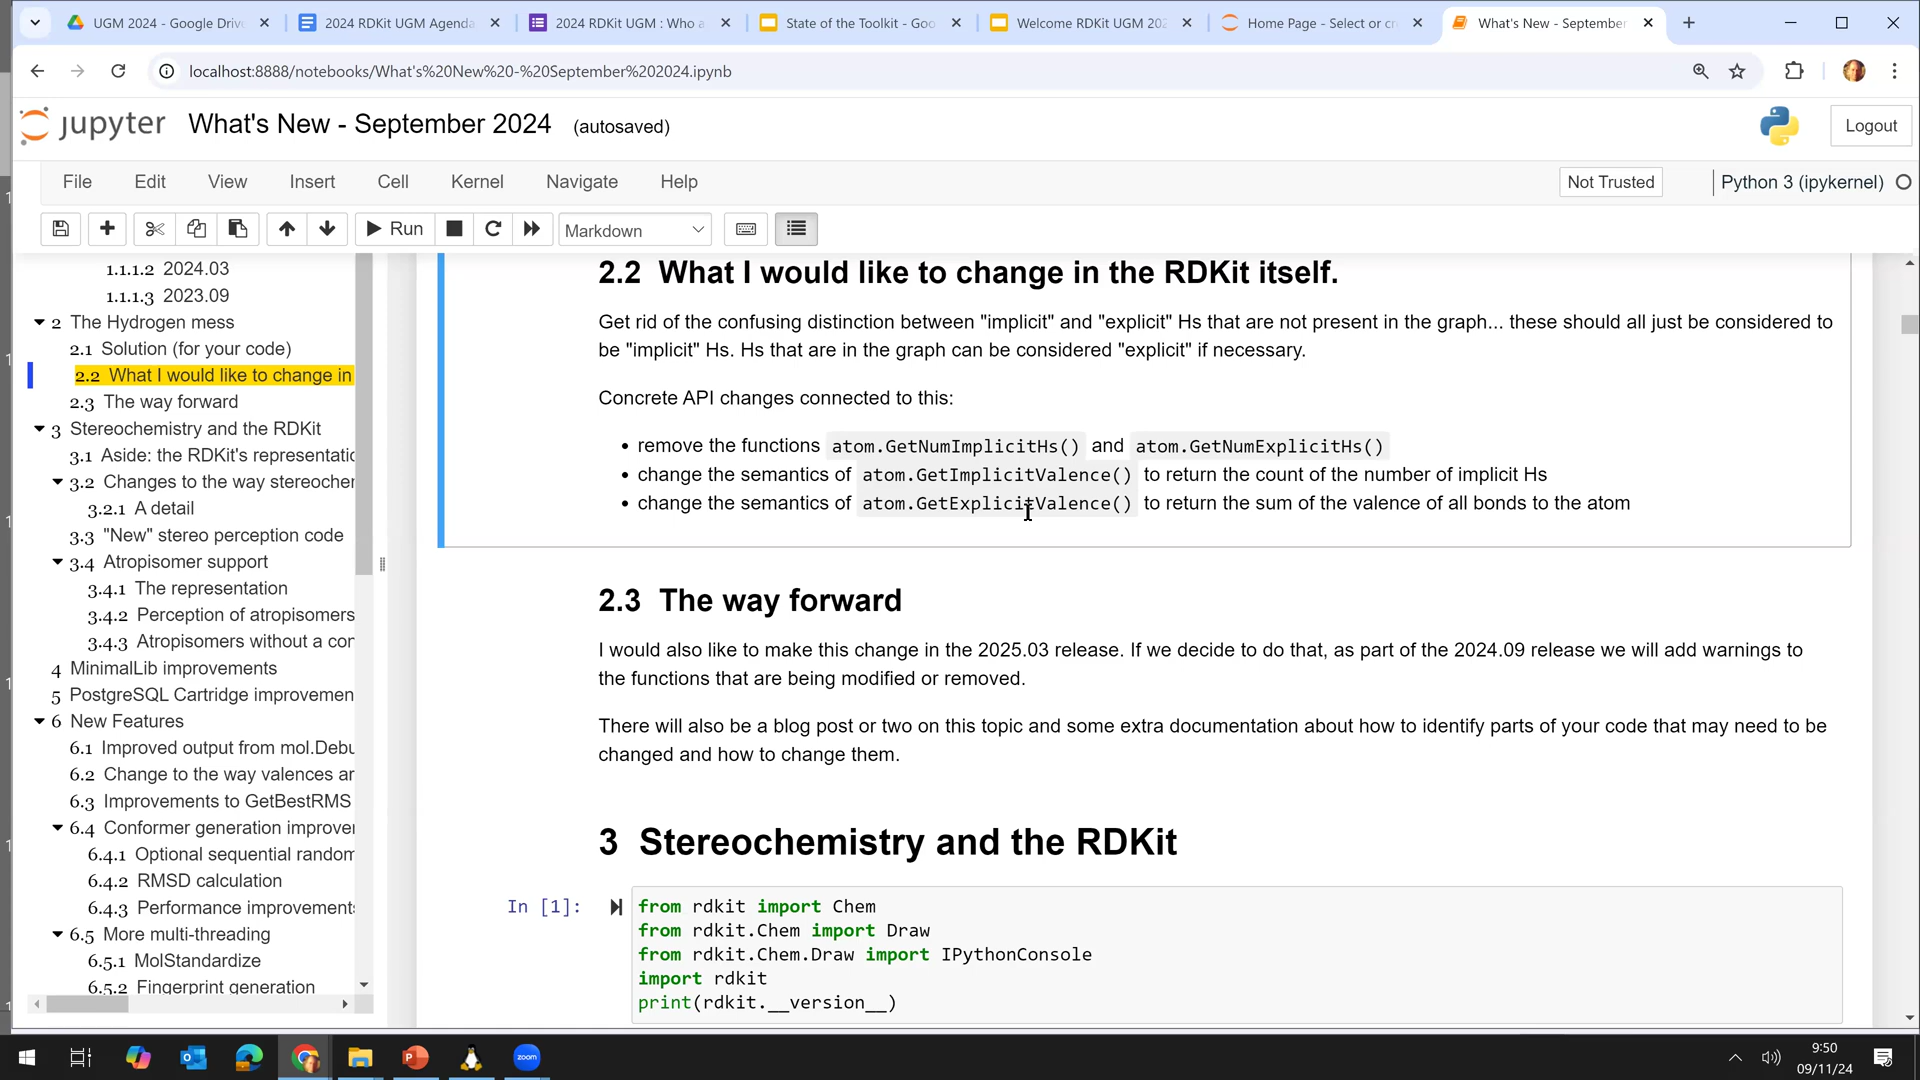 UGM 2024 - Google Drive
2024 RDKit UGM Agenda
2024 RDKit UGM : Who a
State of the Toolkit - Goo
Welcome RDKit UGM 202
Home Page - Select or cr
What's New - September
localhost:8888/notebooks/What's%20New%20-%20September%202024.ipynb
jupyter What's New - September 2024 (autosaved)
Logout
File Edit View Insert Cell Kernel Navigate Help
Not Trusted
Python 3 (ipykernel)
Run
Markdown
1.1.1.2 2024.03
1.1.1.3 2023.09
2 The Hydrogen mess
2.1 Solution (for your code)
2.2 What I would like to change in
2.3 The way forward
3 Stereochemistry and the RDKit
3.1 Aside: the RDKit's representatio
3.2 Changes to the way stereocher
3.2.1 A detail
3.3 "New" stereo perception code
3.4 Atropisomer support
3.4.1 The representation
3.4.2 Perception of atropisomers
3.4.3 Atropisomers without a con
4 MinimalLib improvements
5 PostgreSQL Cartridge improvemen
6 New Features
6.1 Improved output from mol.Debu
6.2 Change to the way valences ar
6.3 Improvements to GetBestRMS
6.4 Conformer generation improver
6.4.1 Optional sequential random
6.4.2 RMSD calculation
6.4.3 Performance improvements
6.5 More multi-threading
6.5.1 MolStandardize
6.5.2 Fingerprint generation
2.2 What I would like to change in the RDKit itself.
Get rid of the confusing distinction between "implicit" and "explicit" Hs that are not present in the graph... these should all just be considered to
be "implicit" Hs. Hs that are in the graph can be considered "explicit" if necessary.
Concrete API changes connected to this:
• remove the functions atom.GetNumImplicitHs() and atom.GetNumExplicitHs()
• change the semantics of atom.GetImplicitValence() to return the count of the number of implicit Hs
• change the semantics of atom.GetExplicitValence() to return the sum of the valence of all bonds to the atom
2.3 The way forward
I would also like to make this change in the 2025.03 release. If we decide to do that, as part of the 2024.09 release we will add warnings to
the functions that are being modified or removed.
There will also be a blog post or two on this topic and some extra documentation about how to identify parts of your code that may need to be
changed and how to change them.
3 Stereochemistry and the RDKit
In [1]:
from rdkit import Chem
from rdkit.Chem import Draw
from rdkit.Chem.Draw import IPythonConsole
import rdkit
print(rdkit.__version__)
zoom
9:50
09/11/24